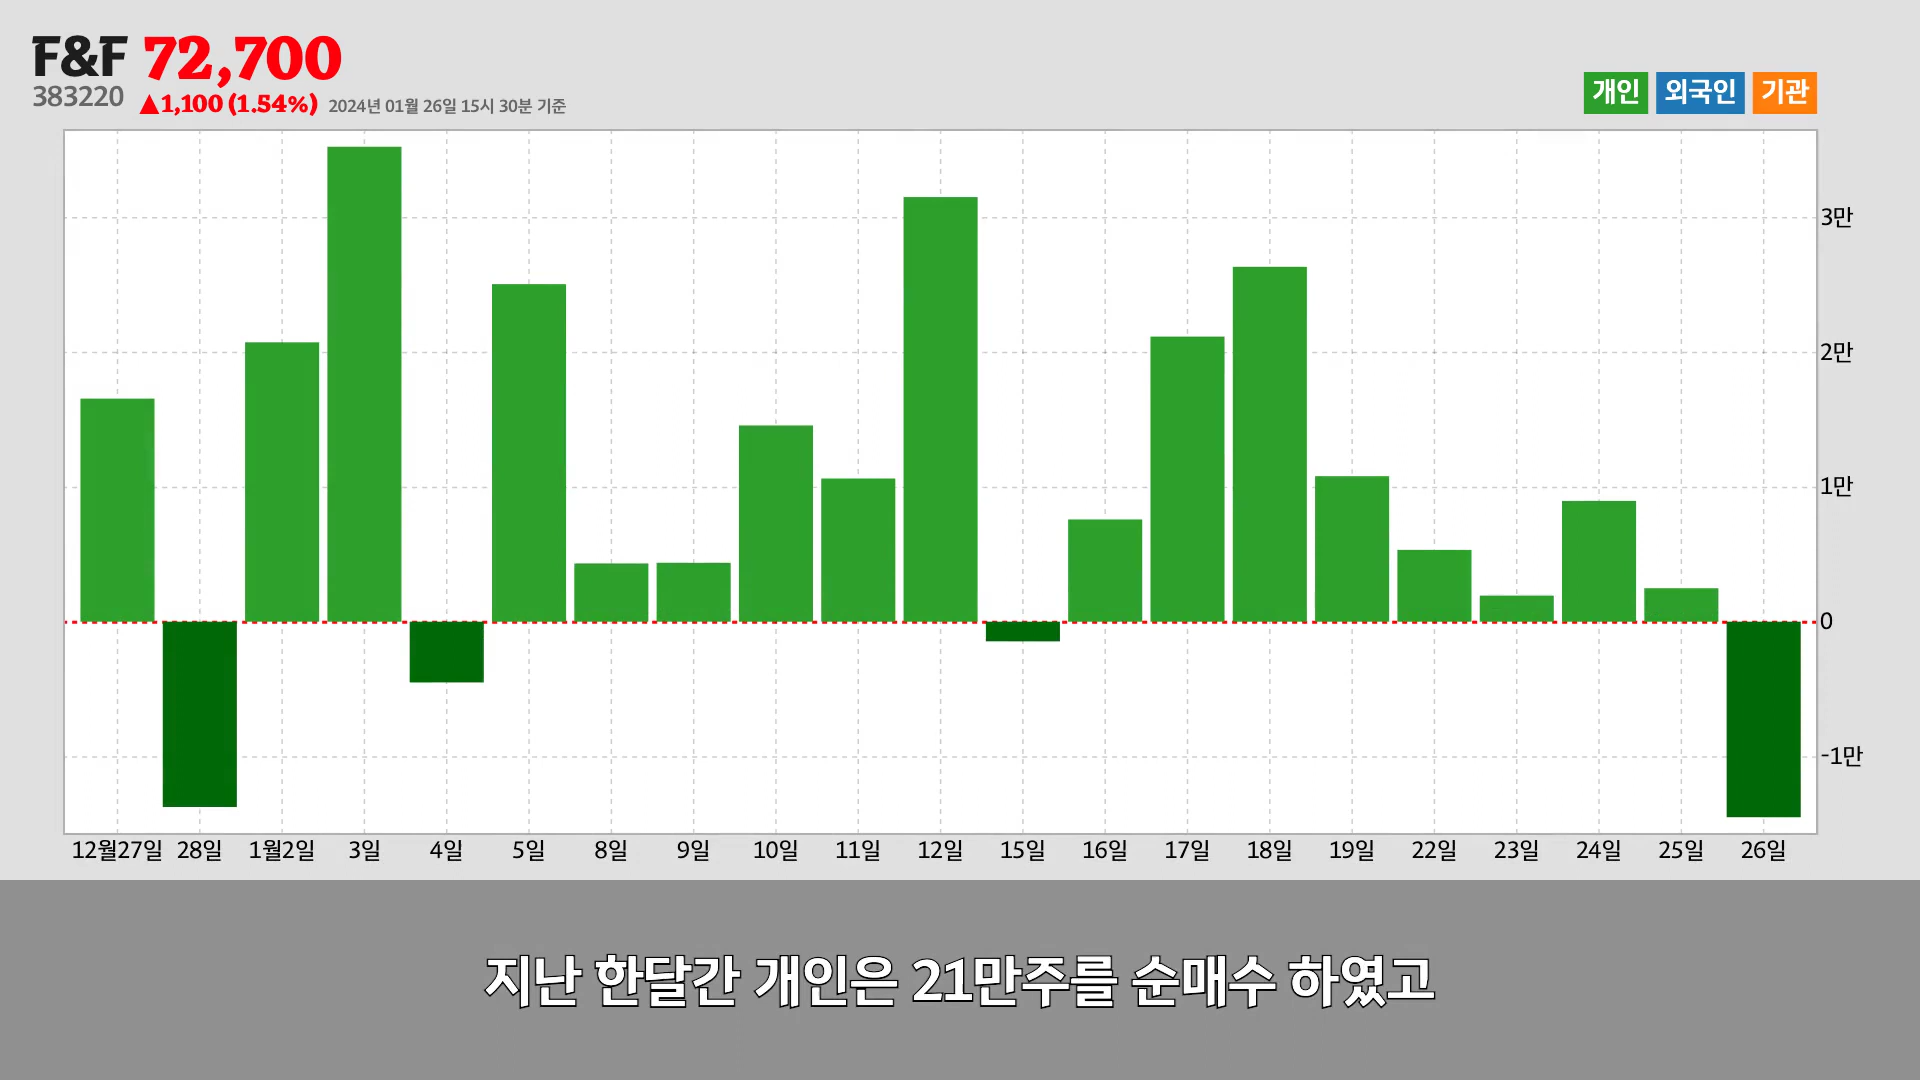 F&F 72,700
383220 ▲1,100 (1.54%) 2024년 01월 26일 15시 30분 기준
개인 외국인 기관
3만
2만
1만
0
-1만
12월27일 28일 1월2일 3일 4일 5일 8일 9일 10일 11일 12일 15일 16일 17일 18일 19일 22일 23일 24일 25일 26일
지난 한달간 개인은 21만주를 순매수 하였고